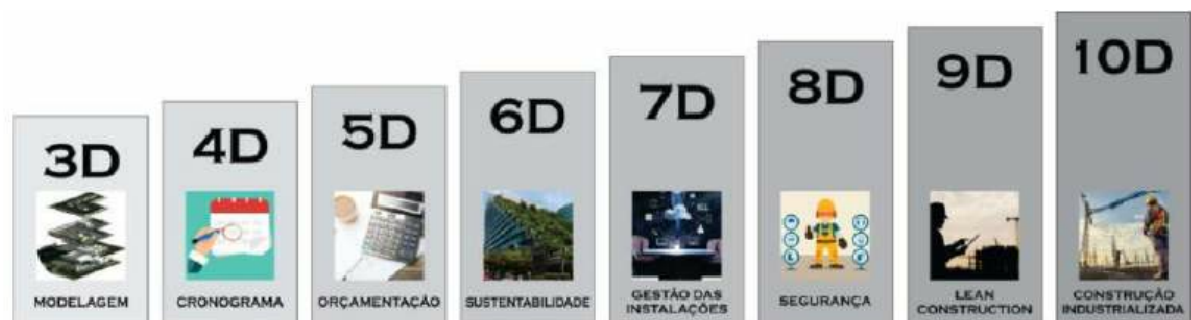 3D
MODELAGEM
4D
CRONOGRAMA
5D
ORÇAMENTAÇÃO
6D
SUSTENTABILIDADE
7D
GESTÃO DAS
INSTALAÇÕES
8D
SEGURANÇA
9D
LEAN
CONSTRUCTION
10D
CONSTRUÇÃO
INDUSTRIALIZADA